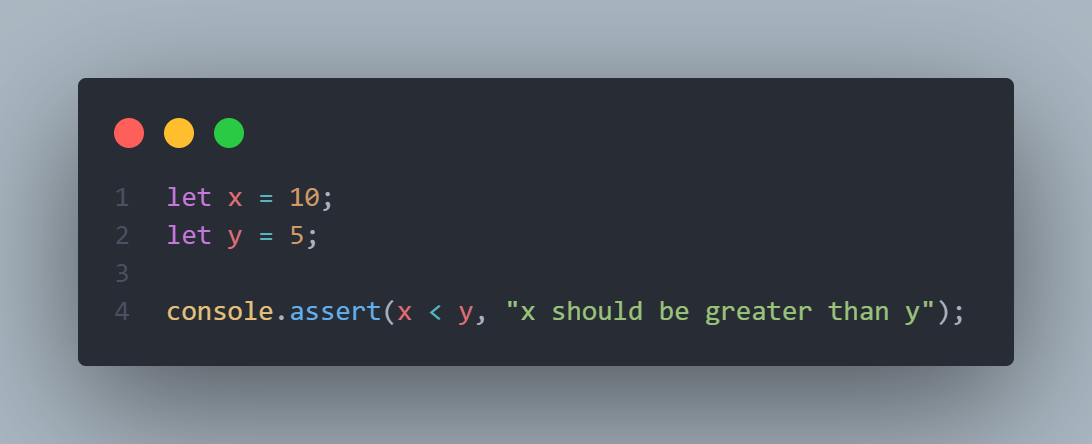 1 let x = 10;
2 let y = 5;
3
4 console.assert(x < y, "x should be greater than y");